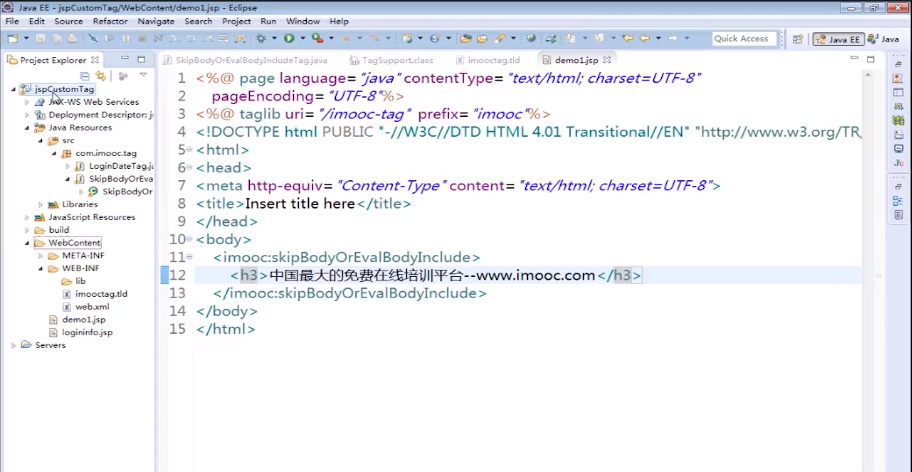 Java EE - jspCustomTag/WebContent/demo1.jsp - Eclipse
File Edit Source Refactor Navigate Search Project Run Window Help
Quick Access
Java EE
Java
Project Explorer
SkipBodyOrEvalBodyIncludeTag.java
TagSupport.class
imooctag.tld
demo1.jsp
jspCustomTag
JAX-WS Web Services
Deployment Descriptor: j
Java Resources
src
com.imooc.tag
LoginDateTag.j
SkipBodyOrEva
SkipBodyOr
Libraries
JavaScript Resources
build
WebContent
META-INF
WEB-INF
lib
imooctag.tld
web.xml
demo1.jsp
logininfo.jsp
Servers
1 <%@ page language="java" contentType="text/html; charset=UTF-8"
2 pageEncoding="UTF-8"%>
3 <%@ taglib uri="/imooc-tag" prefix="imooc"%>
4 <!DOCTYPE html PUBLIC "-//W3C//DTD HTML 4.01 Transitional//EN" "http://www.w3.org/TR/
5 <html>
6 <head>
7 <meta http-equiv="Content-Type" content="text/html; charset=UTF-8">
8 <title>Insert title here</title>
9 </head>
10 <body>
11 <imooc:skipBodyOrEvalBodyInclude>
12 <h3>中国最大的免费在线培训平台--www.imooc.com</h3>
13 </imooc:skipBodyOrEvalBodyInclude>
14 </body>
15 </html>